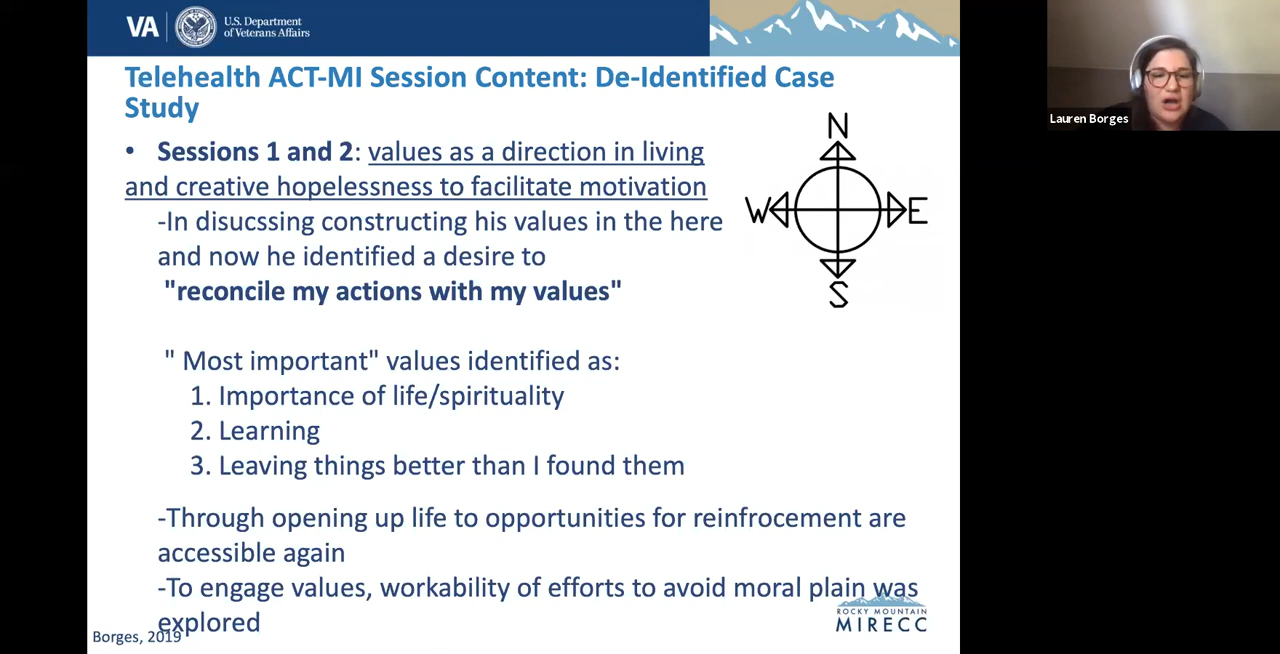 VA
U.S. Department
of Veterans Affairs
Telehealth ACT-MI Session Content: De-Identified Case
Study
• Sessions 1 and 2: values as a direction in living
and creative hopelessness to facilitate motivation
-In disucssing constructing his values in the here
and now he identified a desire to
"reconcile my actions with my values"
N
W E
S
" Most important" values identified as:
1. Importance of life/spirituality
2. Learning
3. Leaving things better than I found them
-Through opening up life to opportunities for reinfrocement are
accessible again
-To engage values, workability of efforts to avoid moral plain was
explored
Borges, 2019
ROCKY MOUNTAIN
MIRECC
Lauren Borges